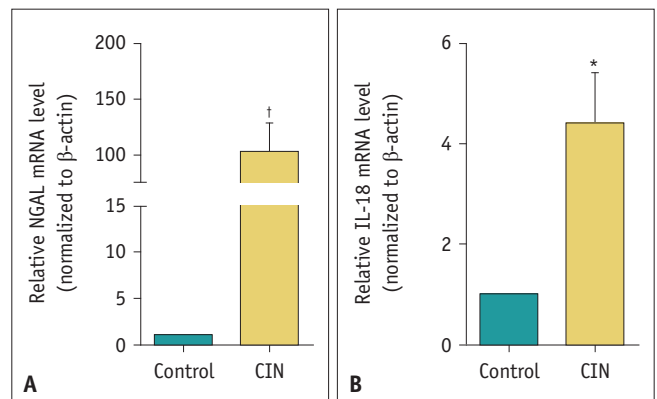 Relative NGAL mRNA level
(normalized to β-actin)
200
150
100
15
10
5
0
†
Control
CIN
A
Relative IL-18 mRNA level
(normalized to β-actin)
6
4
2
0
*
Control
CIN
B